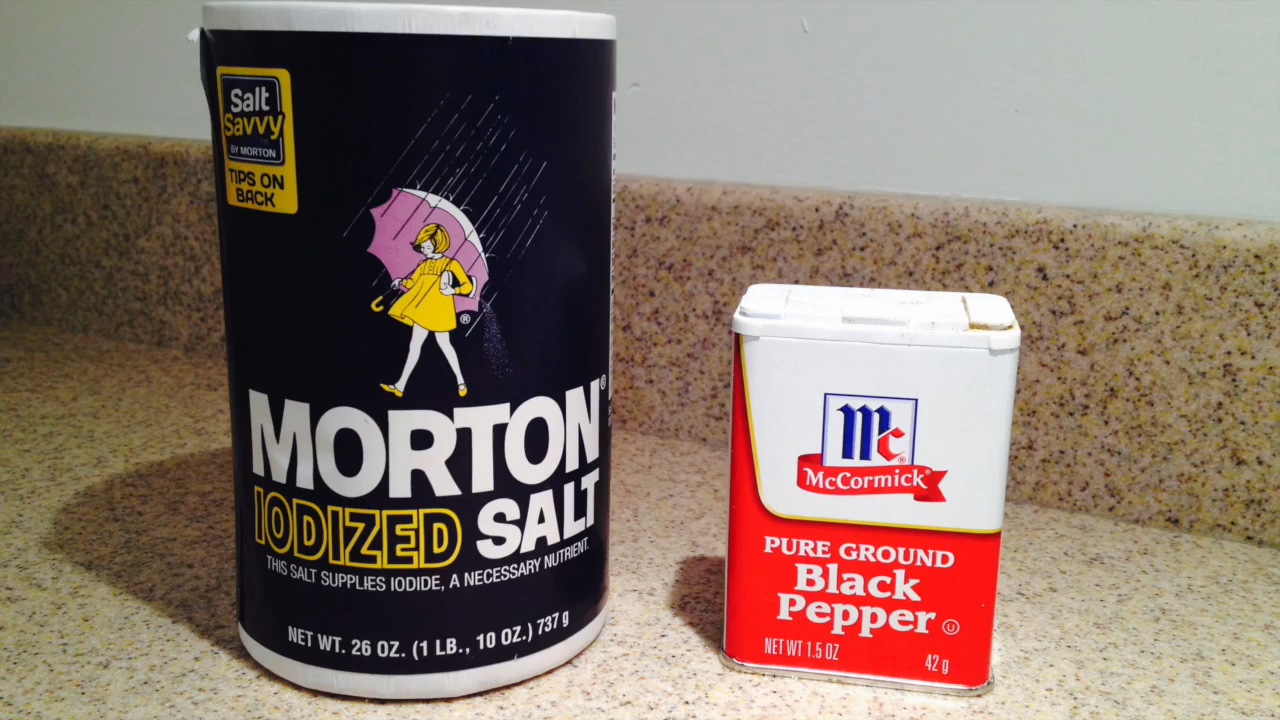 Salt
Savvy
BY MORTON
TIPS ON
BACK
®
MORTON®
IODIZED SALT
THIS SALT SUPPLIES IODIDE, A NECESSARY NUTRIENT.
NET WT. 26 OZ. (1 LB., 10 OZ.) 737 g
Mc®
McCormick®
PURE GROUND
Black
Pepper Ⓤ
NET WT 1.5 OZ 42 g